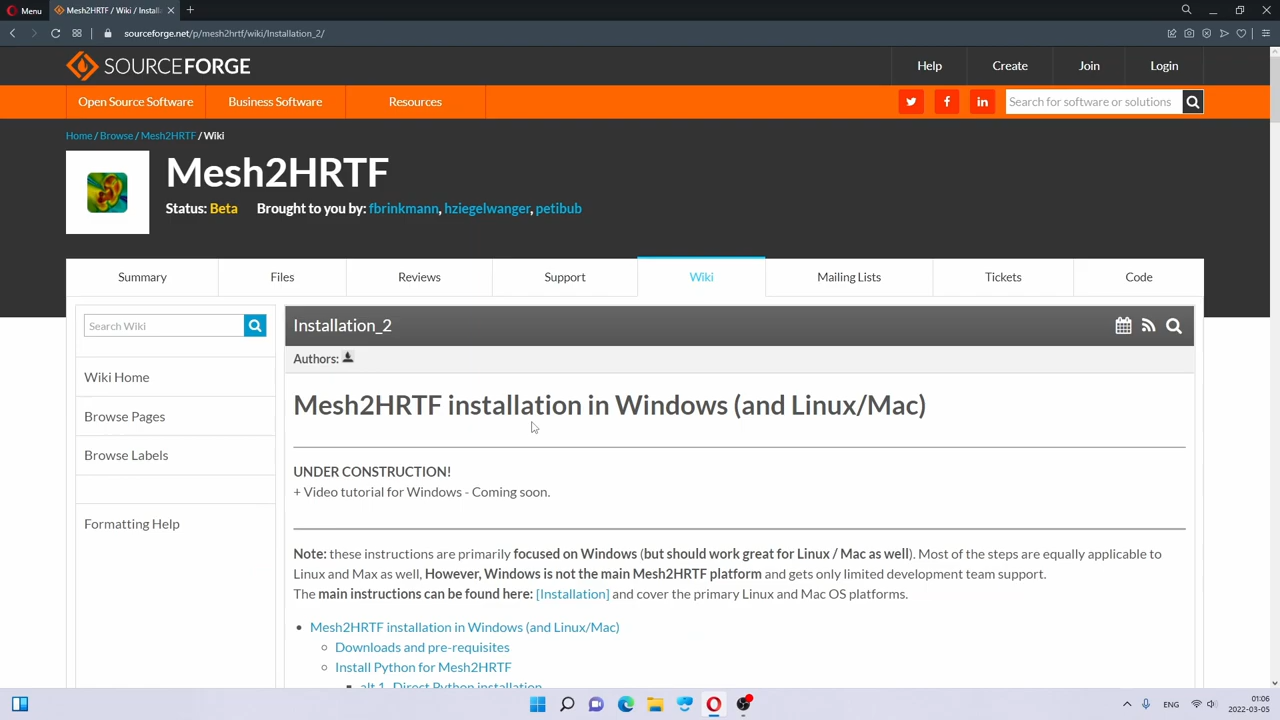 Menu
Mesh2HRTF / Wiki / Install
sourceforge.net/p/mesh2hrtf/wiki/Installation_2/
SOURCEFORGE
Help
Create
Join
Login
Open Source Software
Business Software
Resources
Search for software or solutions
Home / Browse / Mesh2HRTF / Wiki
Mesh2HRTF
Status: Beta Brought to you by: fbrinkmann, hziegelwanger, petibub
Summary
Files
Reviews
Support
Wiki
Mailing Lists
Tickets
Code
Search Wiki
Wiki Home
Browse Pages
Browse Labels
Formatting Help
Installation_2
Authors:
Mesh2HRTF installation in Windows (and Linux/Mac)
UNDER CONSTRUCTION!
+ Video tutorial for Windows - Coming soon.
Note: these instructions are primarily focused on Windows (but should work great for Linux / Mac as well). Most of the steps are equally applicable to
Linux and Max as well, However, Windows is not the main Mesh2HRTF platform and gets only limited development team support.
The main instructions can be found here: [Installation] and cover the primary Linux and Mac OS platforms.
Mesh2HRTF installation in Windows (and Linux/Mac)
Downloads and pre-requisites
Install Python for Mesh2HRTF
alt 1. Direct Python installation
ENG
01:06
2022-03-05